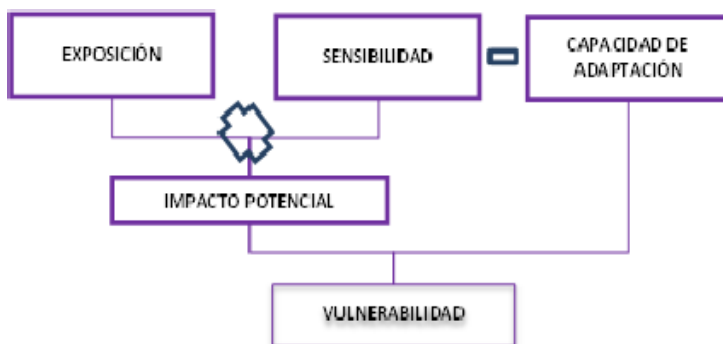 EXPOSICIÓN
SENSIBILIDAD
CAPACIDAD DE
ADAPTACIÓN
IMPACTO POTENCIAL
VULNERABILIDAD